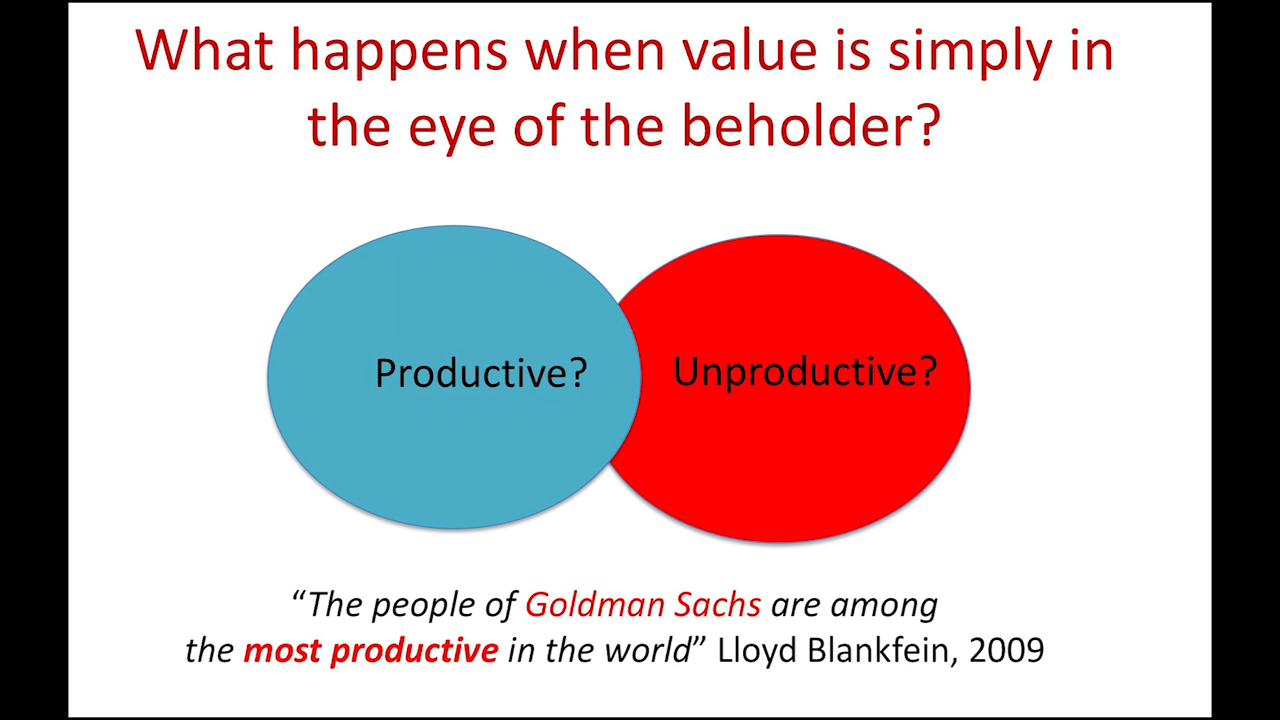 What happens when value is simply in
the eye of the beholder?
Productive?
Unproductive?
“The people of Goldman Sachs are among
the most productive in the world” Lloyd Blankfein, 2009